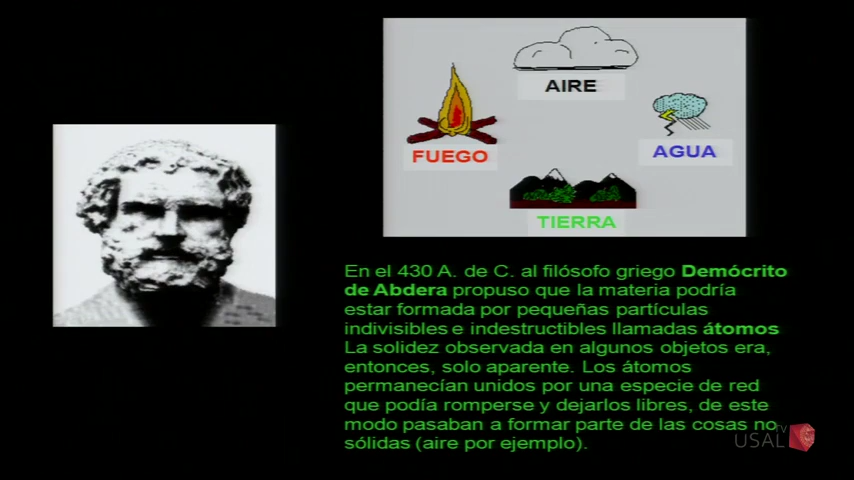 AIRE
FUEGO
AGUA
TIERRA
En el 430 A. de C. al filósofo griego Demócrito
de Abdera propuso que la materia podría
estar formada por pequeñas partículas
indivisibles e indestructibles llamadas átomos
La solidez observada en algunos objetos era,
entonces, solo aparente. Los átomos
permanecían unidos por una especie de red
que podía romperse y dejarlos libres, de este
modo pasaban a formar parte de las cosas no
sólidas (aire por ejemplo).
USAL TV